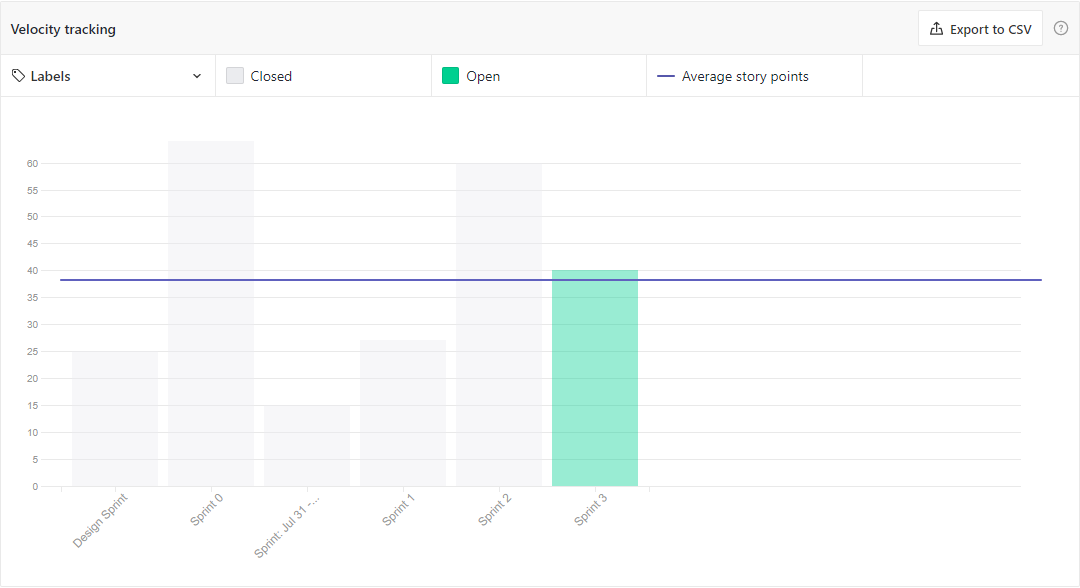 Velocity tracking
Export to CSV
?
Labels
Closed
Open
Average story points
60
55
50
45
40
35
30
25
20
15
10
5
0
Design Sprint
Sprint 0
Sprint: Jul 31 -...
Sprint 1
Sprint 2
Sprint 3